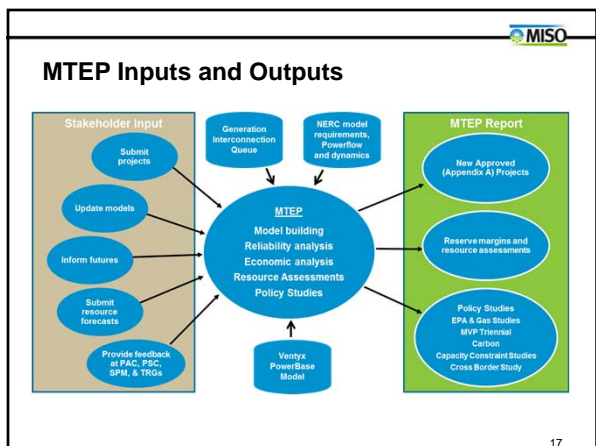 MISO
MTEP Inputs and Outputs
Stakeholder Input
Submit
projects
Update models
Inform futures
Submit
resource
forecasts
Provide feedback
at PAC, PSC,
SPM, & TRGs
Generation
Interconnection
Queue
NERC model
requirements,
Powerflow
and dynamics
MTEP
Model building
Reliability analysis
Economic analysis
Resource Assessments
Policy Studies
Ventyx
PowerBase
Model
MTEP Report
New Approved
(Appendix A) Projects
Reserve margins and
resource assessments
Policy Studies
EPA & Gas Studies
MVP Triennial
Carbon
Capacity Constraint Studies
Cross Border Study
17